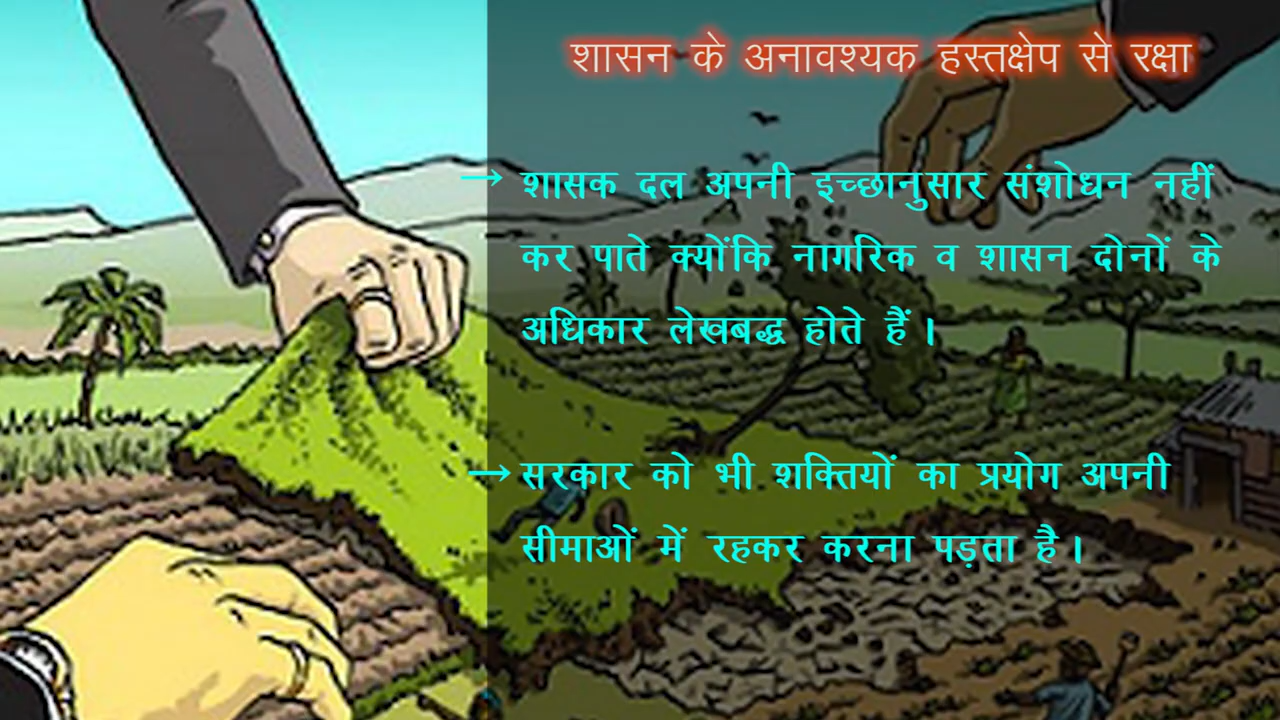 शासन के अनावश्यक हस्तक्षेप से रक्षा
→ शासक दल अपनी इच्छानुसार संशोधन नहीं
कर पाते क्योंकि नागरिक व शासन दोनों के
अधिकार लेखबद्ध होते हैं।
→ सरकार को भी शक्तियों का प्रयोग अपनी
सीमाओं में रहकर करना पड़ता है।